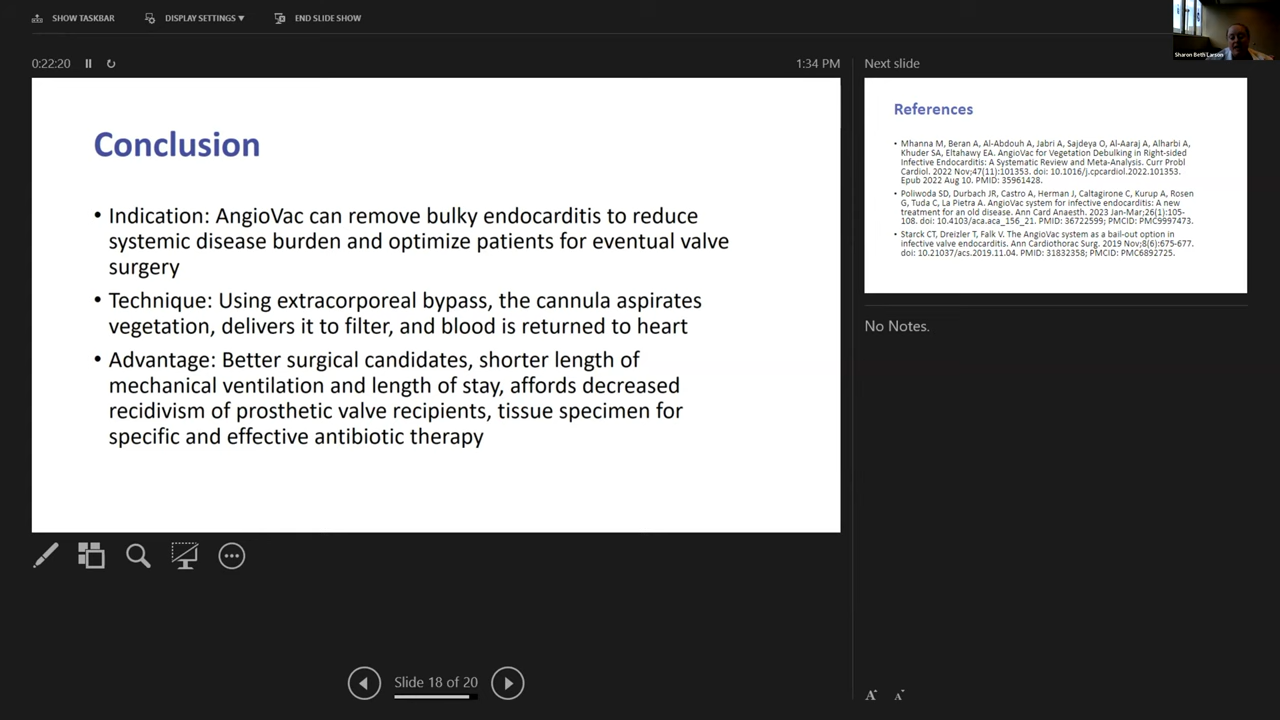 SHOW TASKBAR
DISPLAY SETTINGS ▼
END SLIDE SHOW
Sharon Beth Larson
0:22:20
1:34 PM
Conclusion
• Indication: AngioVac can remove bulky endocarditis to reduce
systemic disease burden and optimize patients for eventual valve
surgery
• Technique: Using extracorporeal bypass, the cannula aspirates
vegetation, delivers it to filter, and blood is returned to heart
• Advantage: Better surgical candidates, shorter length of
mechanical ventilation and length of stay, affords decreased
recidivism of prosthetic valve recipients, tissue specimen for
specific and effective antibiotic therapy
Slide 18 of 20
Next slide
References
• Mhanna M, Beran A, Al-Abdouh A, Jabri A, Sajdeya O, Al-Aaraj A, Alharbi A,
Khuder SA, Eltahawy EA. AngioVac for Vegetation Debulking in Right-sided
Infective Endocarditis: A Systematic Review and Meta-Analysis. Curr Probl
Cardiol. 2022 Nov;47(11):101353. doi: 10.1016/j.cpcardiol.2022.101353.
Epub 2022 Aug 10. PMID: 35961428.
• Poliwoda SD, Durbach JR, Castro A, Herman J, Caltagirone C, Kurup A, Rosen
G, Tuda C, La Pietra A. AngioVac system for infective endocarditis: A new
treatment for an old disease. Ann Card Anaesth. 2023 Jan-Mar;26(1):105-
108. doi: 10.4103/aca.aca_156_21. PMID: 36722599; PMCID: PMC9997473.
• Starck CT, Dreizler T, Falk V. The AngioVac system as a bail-out option in
infective valve endocarditis. Ann Cardiothorac Surg. 2019 Nov;8(6):675-677.
doi: 10.21037/acs.2019.11.04. PMID: 31832358; PMCID: PMC6892725.
No Notes.
A A